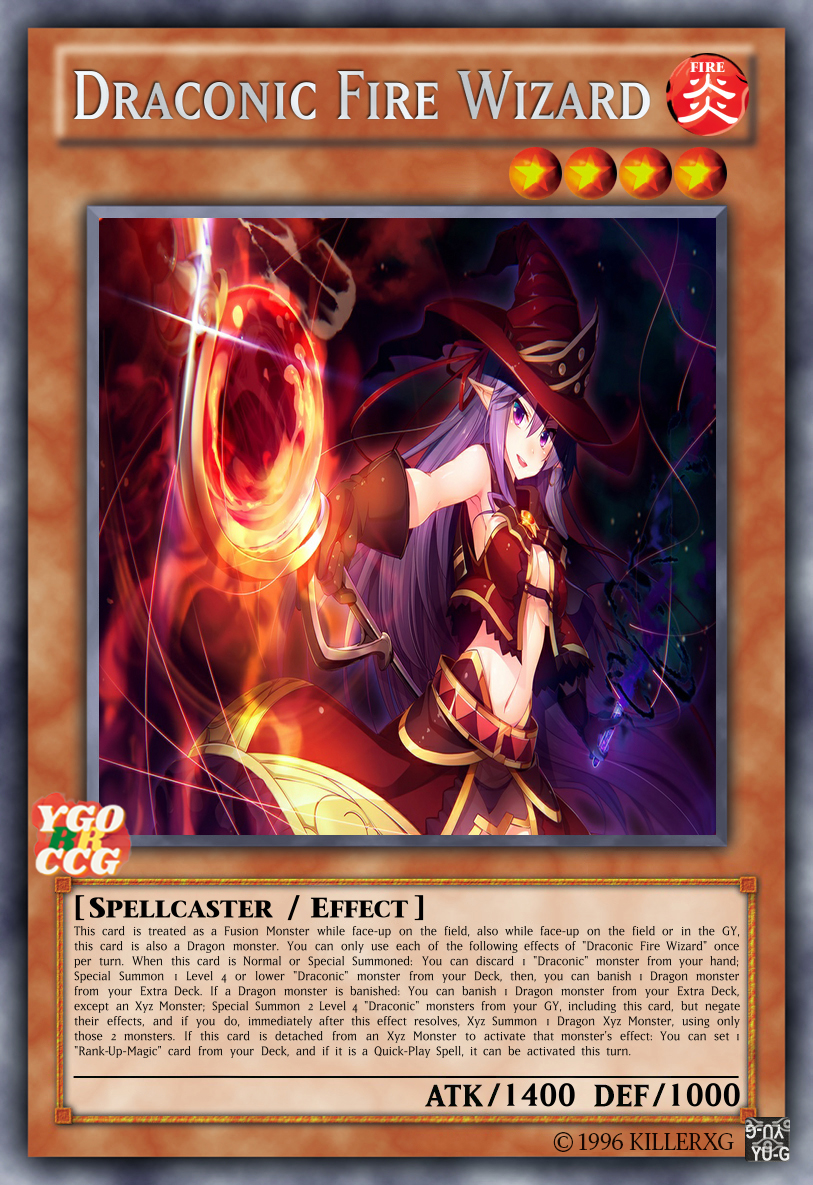 DRACONIC FIRE WIZARD
FIRE
炎
YGO
RR
CCG
[ SPELLCASTER / EFFECT ]
This card is treated as a Fusion Monster while face-up on the field, also while face-up on the field or in the GY,
this card is also a Dragon monster. You can only use each of the following effects of "Draconic Fire Wizard" once
per turn. When this card is Normal or Special Summoned: You can discard 1 "Draconic" monster from your hand;
Special Summon 1 Level 4 or lower "Draconic" monster from your Deck, then, you can banish 1 Dragon monster
from your Extra Deck. If a Dragon monster is banished: You can banish 1 Dragon monster from your Extra Deck,
except an Xyz Monster; Special Summon 2 Level 4 "Draconic" monsters from your GY, including this card, but negate
their effects, and if you do, immediately after this effect resolves, Xyz Summon 1 Dragon Xyz Monster, using only
those 2 monsters. If this card is detached from an Xyz Monster to activate that monster's effect: You can set 1
"Rank-Up-Magic" card from your Deck, and if it is a Quick-Play Spell, it can be activated this turn.
ATK/1400 DEF/1000
© 1996 KILLERXG
YU-G
YU-G